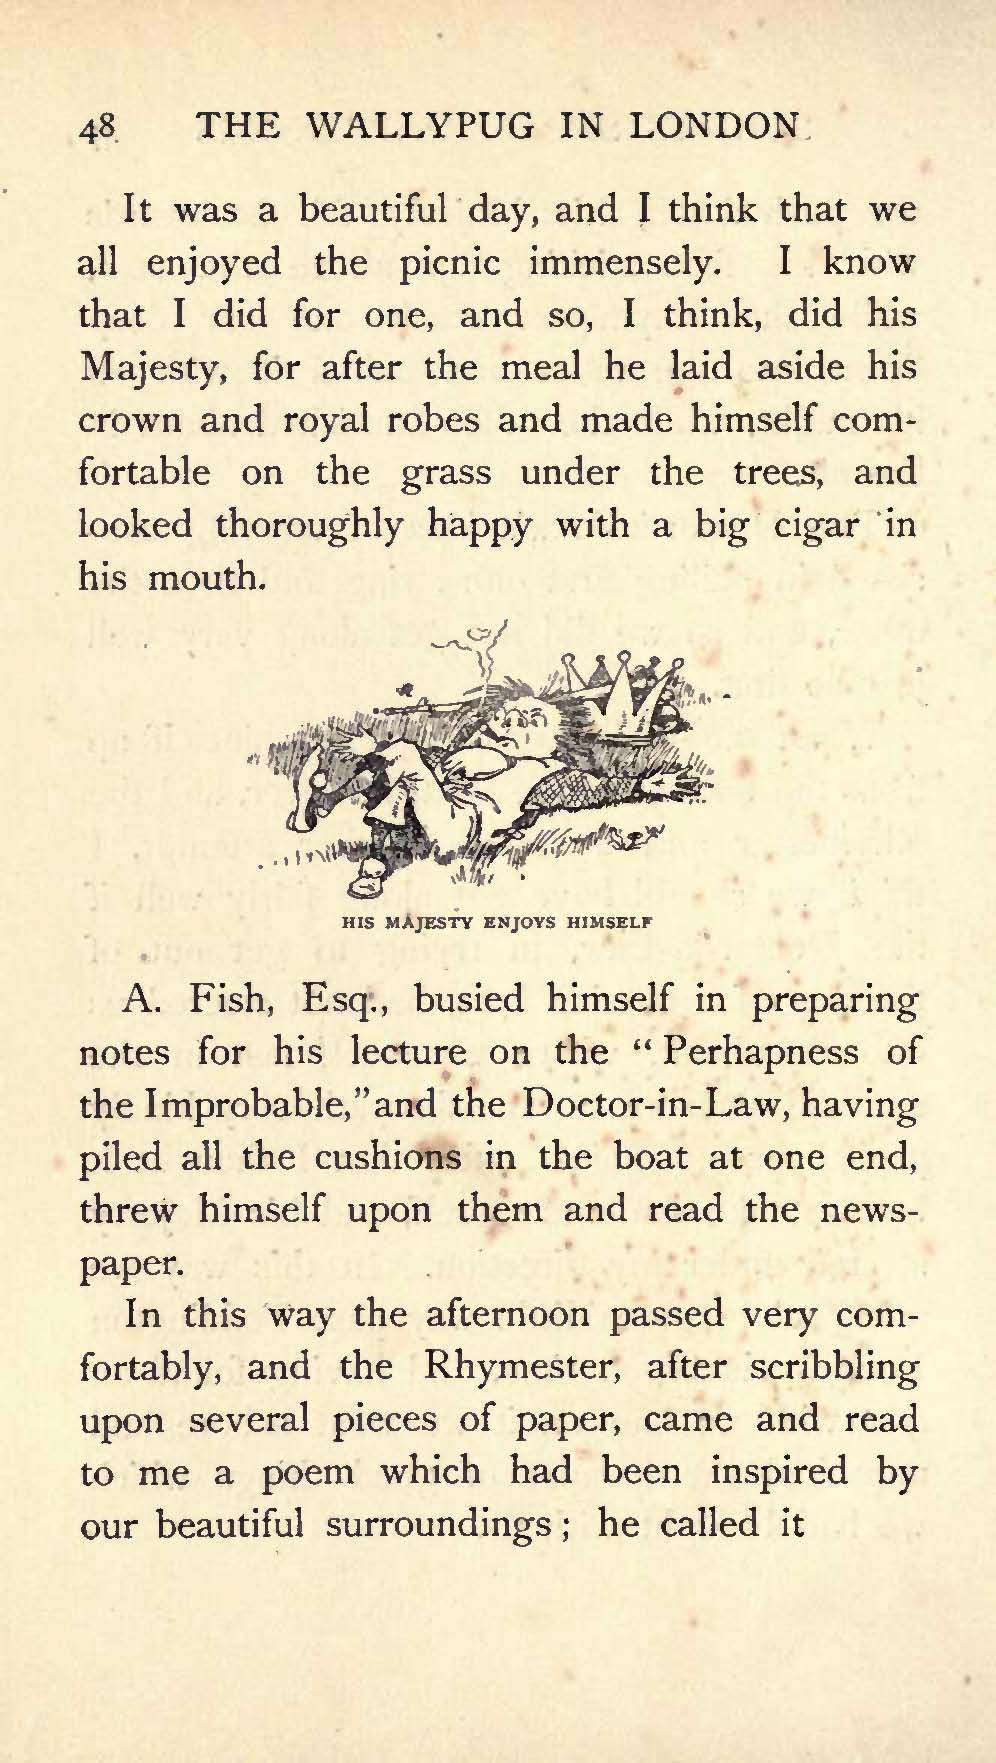 48 THE WALLYPUG IN LONDON
It was a beautiful day, and I think that we
all enjoyed the picnic immensely. I know
that I did for one, and so, I think, did his
Majesty, for after the meal he laid aside his
crown and royal robes and made himself com-
fortable on the grass under the trees, and
looked thoroughly happy with a big cigar in
his mouth.
HIS MAJESTY ENJOYS HIMSELF
A. Fish, Esq., busied himself in preparing
notes for his lecture on the “ Perhapness of
the Improbable,” and the Doctor-in-Law, having
piled all the cushions in the boat at one end,
threw himself upon them and read the news-
paper.
In this way the afternoon passed very com-
fortably, and the Rhymester, after scribbling
upon several pieces of paper, came and read
to me a poem which had been inspired by
our beautiful surroundings ; he called it